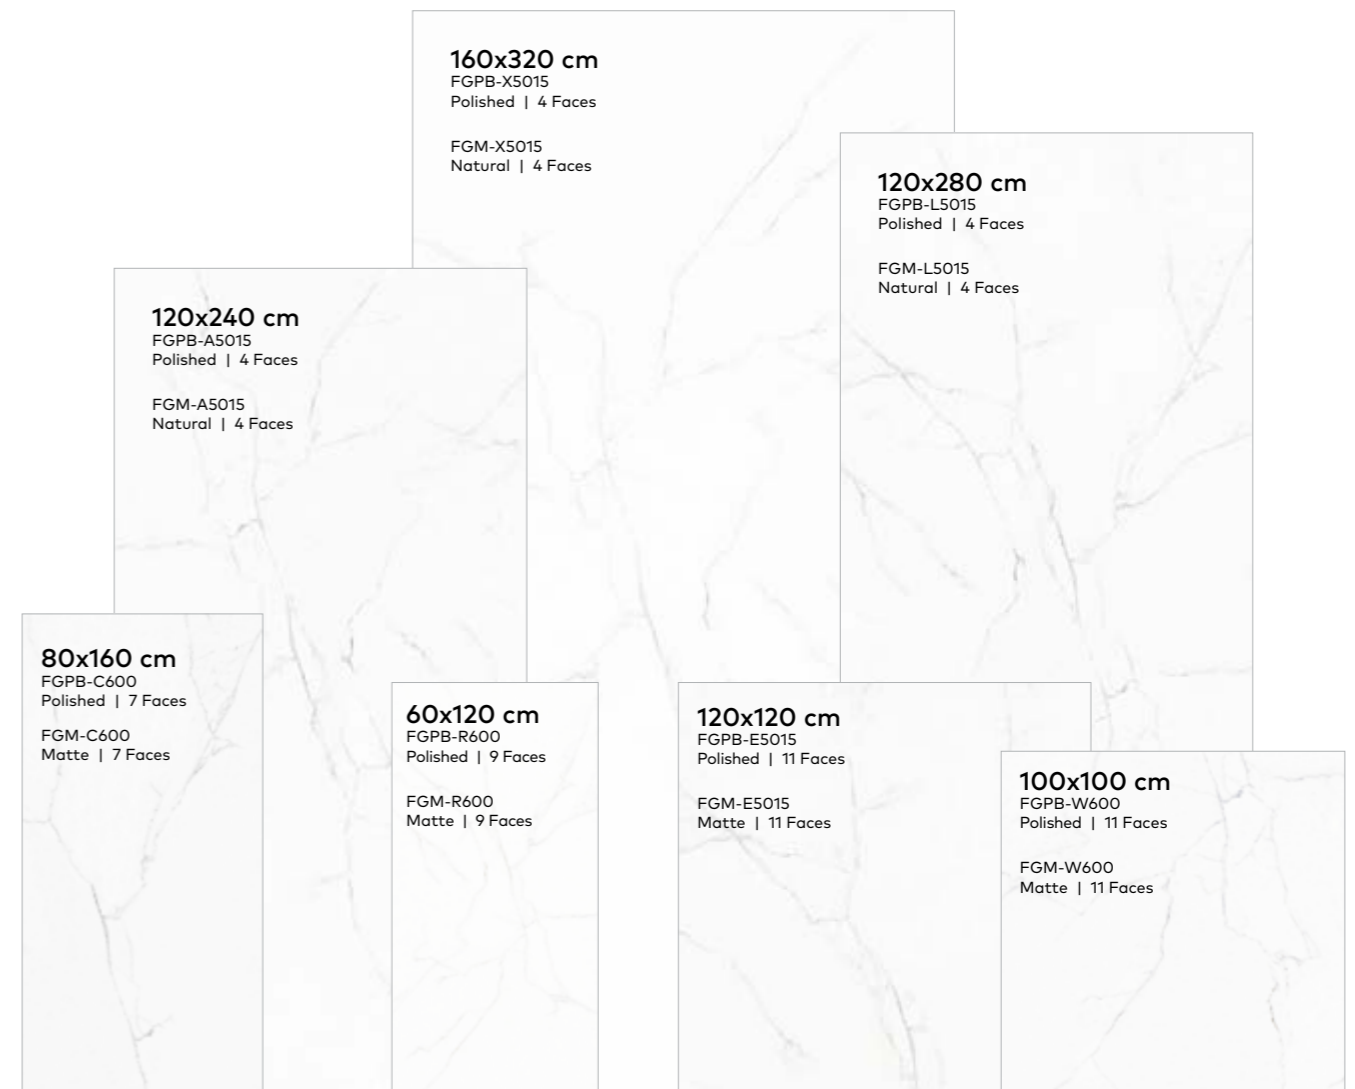 160x320 cm
FGPB-X5015
Polished | 4 Faces
FGM-X5015
Natural | 4 Faces
120x280 cm
FGPB-L5015
Polished | 4 Faces
FGM-L5015
Natural | 4 Faces
120x240 cm
FGPB-A5015
Polished | 4 Faces
FGM-A5015
Natural | 4 Faces
80x160 cm
FGPB-C600
Polished | 7 Faces
FGM-C600
Matte | 7 Faces
60x120 cm
FGPB-R600
Polished | 9 Faces
FGM-R600
Matte | 9 Faces
120x120 cm
FGPB-E5015
Polished | 11 Faces
FGM-E5015
Matte | 11 Faces
100x100 cm
FGPB-W600
Polished | 11 Faces
FGM-W600
Matte | 11 Faces